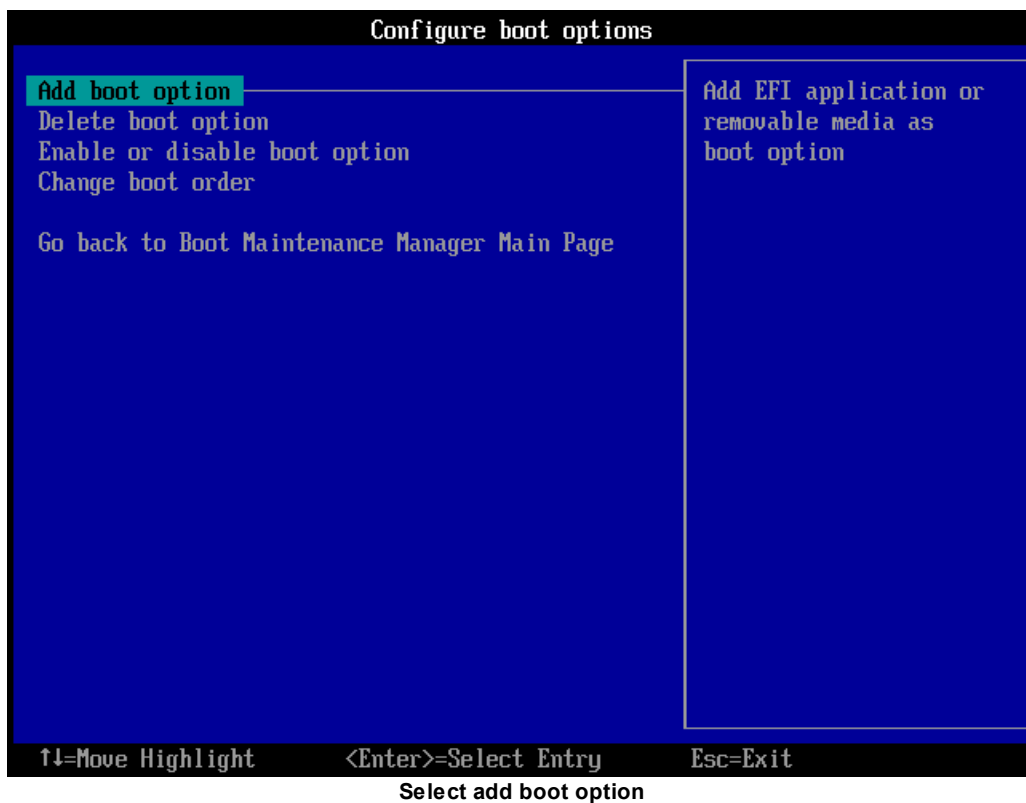 Configure boot options
Add boot option
Delete boot option
Enable or disable boot option
Change boot order
Go back to Boot Maintenance Manager Main Page
Add EFI application or
removable media as
boot option
↑↓=Move Highlight <Enter>=Select Entry Esc=Exit
Select add boot option